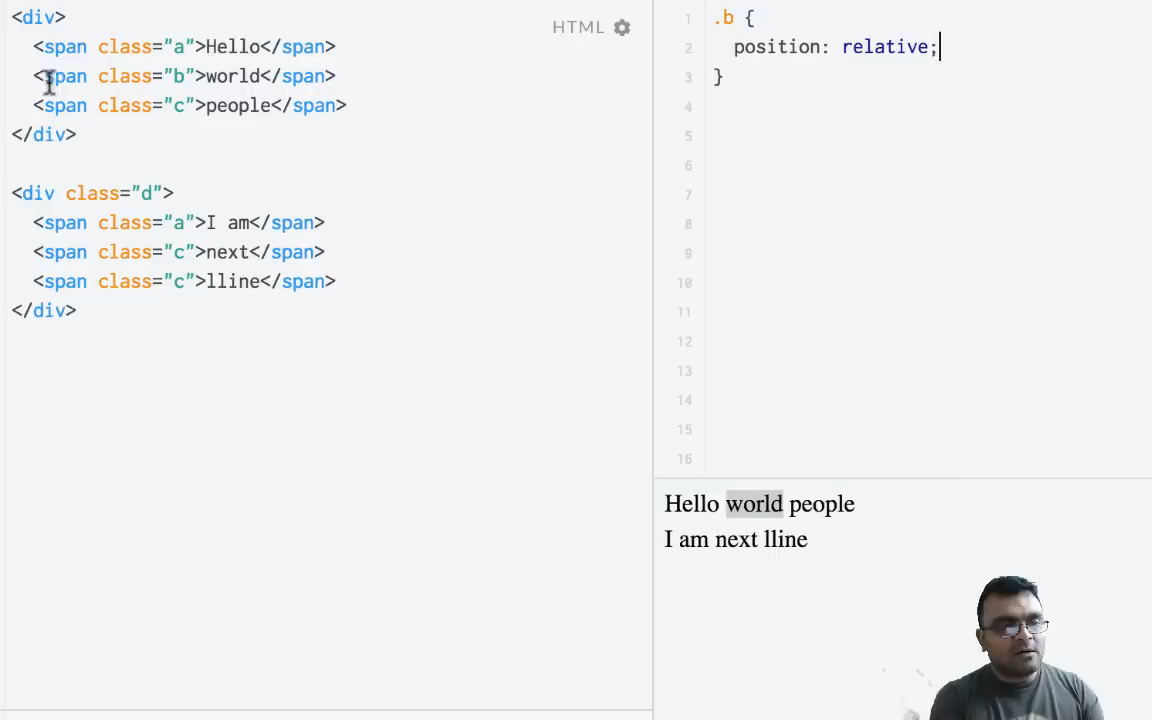 <div>
<span class="a">Hello</span>
<span class="b">world</span>
<span class="c">people</span>
</div>
<div class="d">
<span class="a">I am</span>
<span class="c">next</span>
<span class="c">lline</span>
</div>
HTML
1 .b {
2 position: relative;
3 }
4
5
6
7
8
9
10
11
12
13
14
15
16
Hello world people
I am next lline